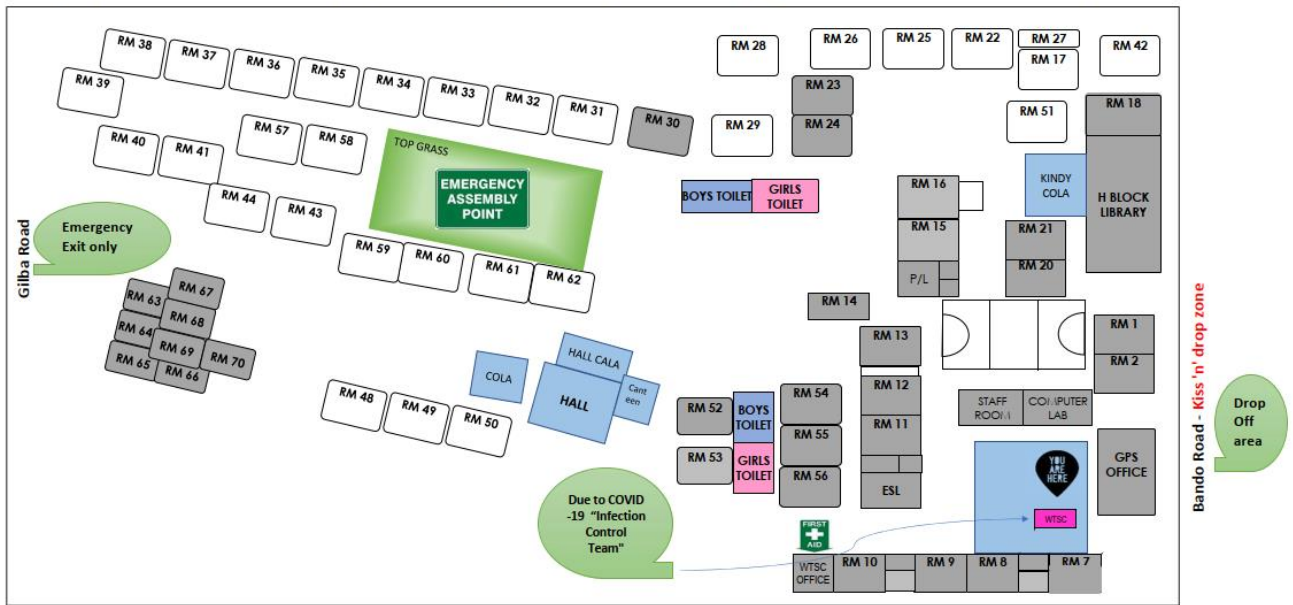 RM 38
RM 37
RM 36
RM 35
RM 34
RM 33
RM 32
RM 31
RM 30
RM 28
RM 26
RM 25
RM 22
RM 27
RM 17
RM 42
RM 39
RM 23
RM 24
RM 29
RM 51
RM 18
RM 40
RM 41
RM 57
RM 58
TOP GRASS
EMERGENCY
ASSEMBLY
POINT
BOYS TOILET
GIRLS
TOILET
RM 16
RM 15
P/L
KINDY
COLA
H BLOCK
LIBRARY
RM 21
RM 20
RM 44
RM 43
Gilba Road
Emergency
Exit only
RM 59
RM 60
RM 61
RM 62
RM 67
RM 63
RM 68
RM 64
RM 69
RM 70
RM 65
RM 66
RM 14
RM 13
RM 1
RM 2
HALL CALA
COLA
HALL
Cant
een
RM 12
RM 11
ESL
RM 48
RM 49
RM 50
RM 52
BOYS
TOILET
RM 54
RM 53
GIRLS
TOILET
RM 55
RM 56
STAFF
ROOM
COMPUTER
LAB
YOU
ARE
HERE
WTSC
GPS
OFFICE
Bando Road - Kiss 'n' drop zone
Drop
Off
area
Due to COVID
-19 “Infection
Control
Team"
FIRST
AID
WTSC
OFFICE
RM 10
RM 9
RM 8
RM 7